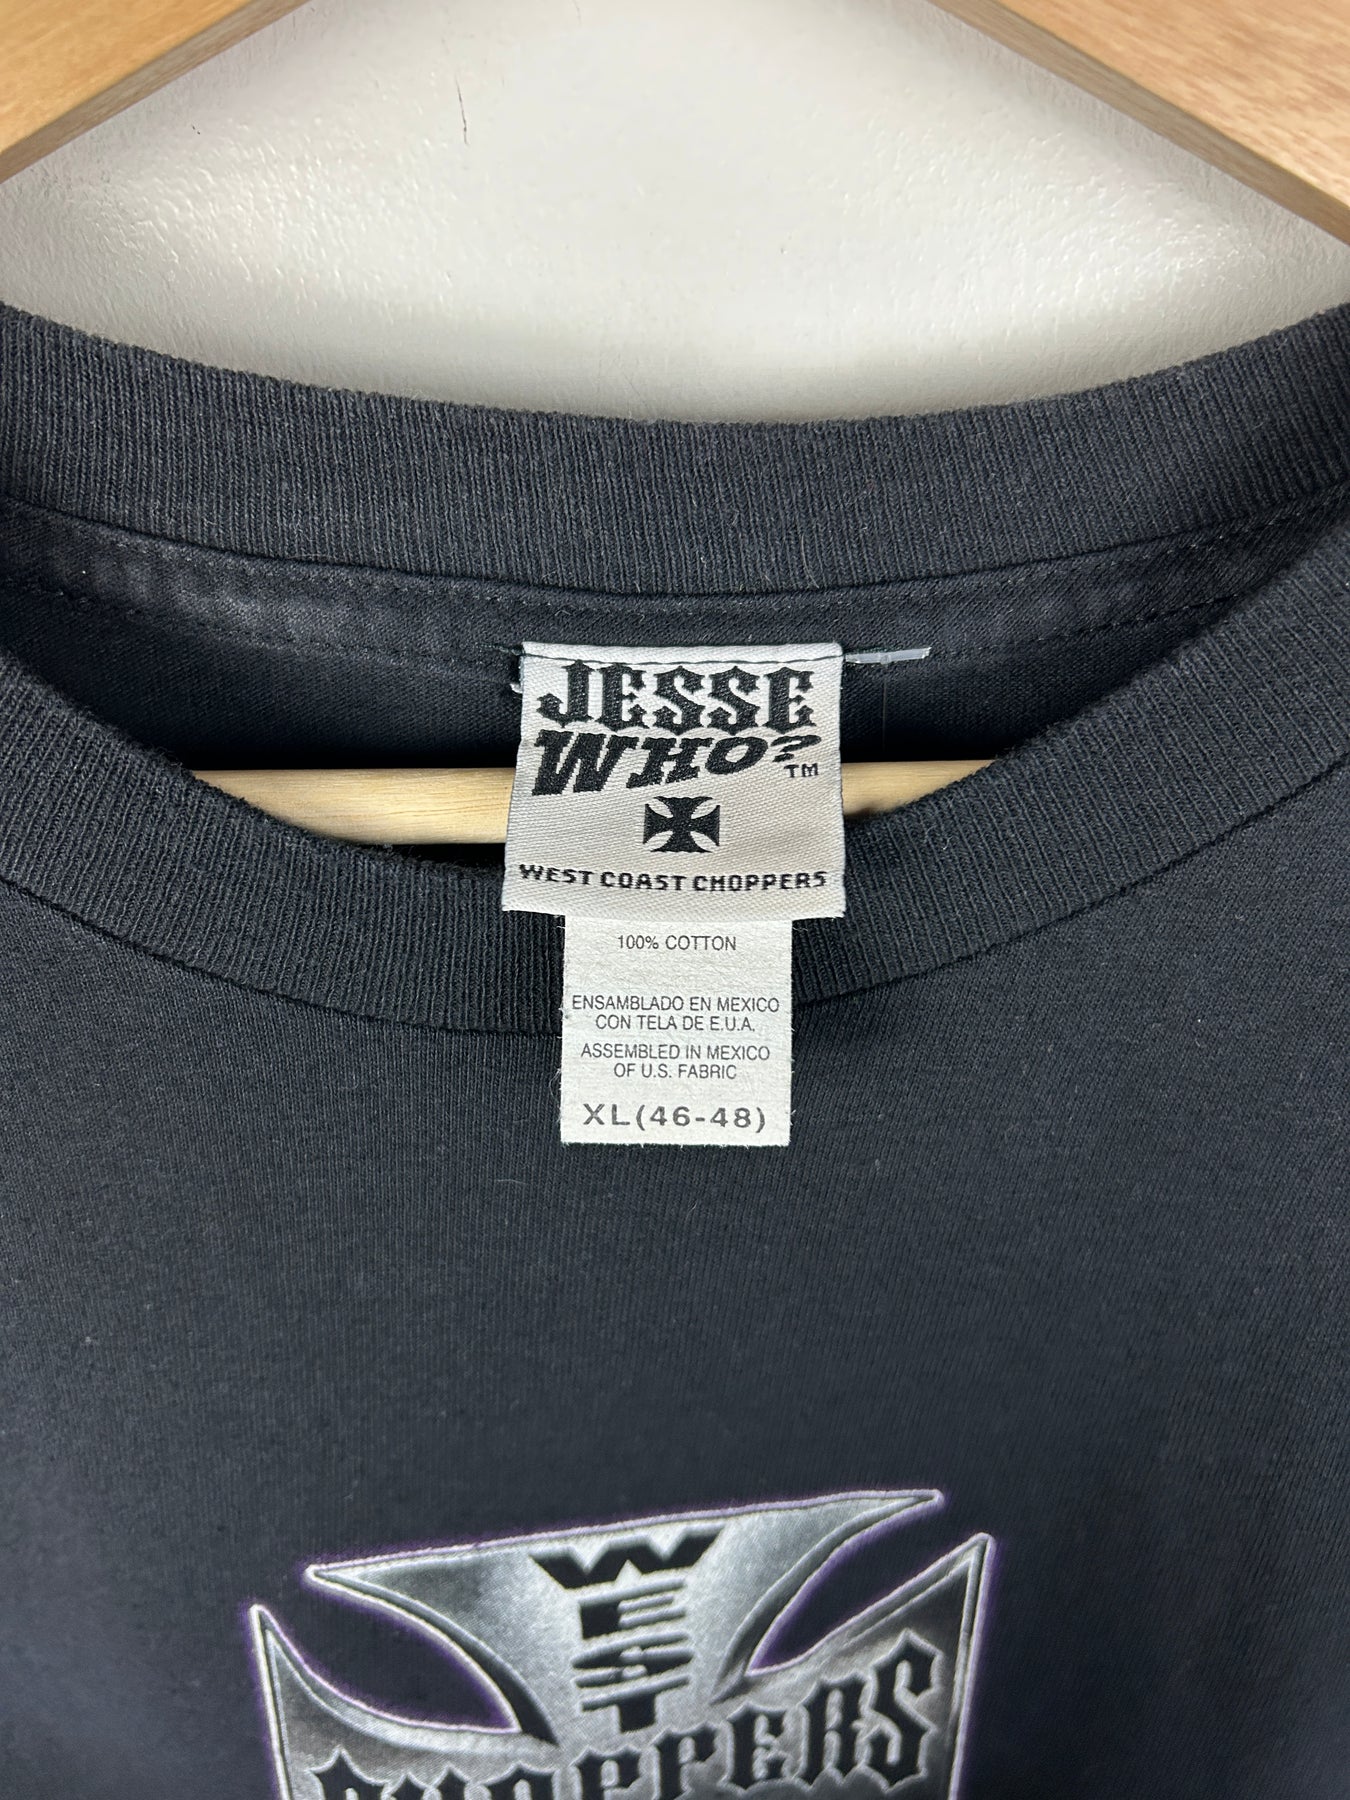 JESSE
WHO?
TM
WEST COAST CHOPPERS
100% COTTON
ENSAMBLADO EN MEXICO
CON TELA DE E.U.A.
ASSEMBLED IN MEXICO
OF U.S. FABRIC
XL(46-48)
WEST
CHOPPERS